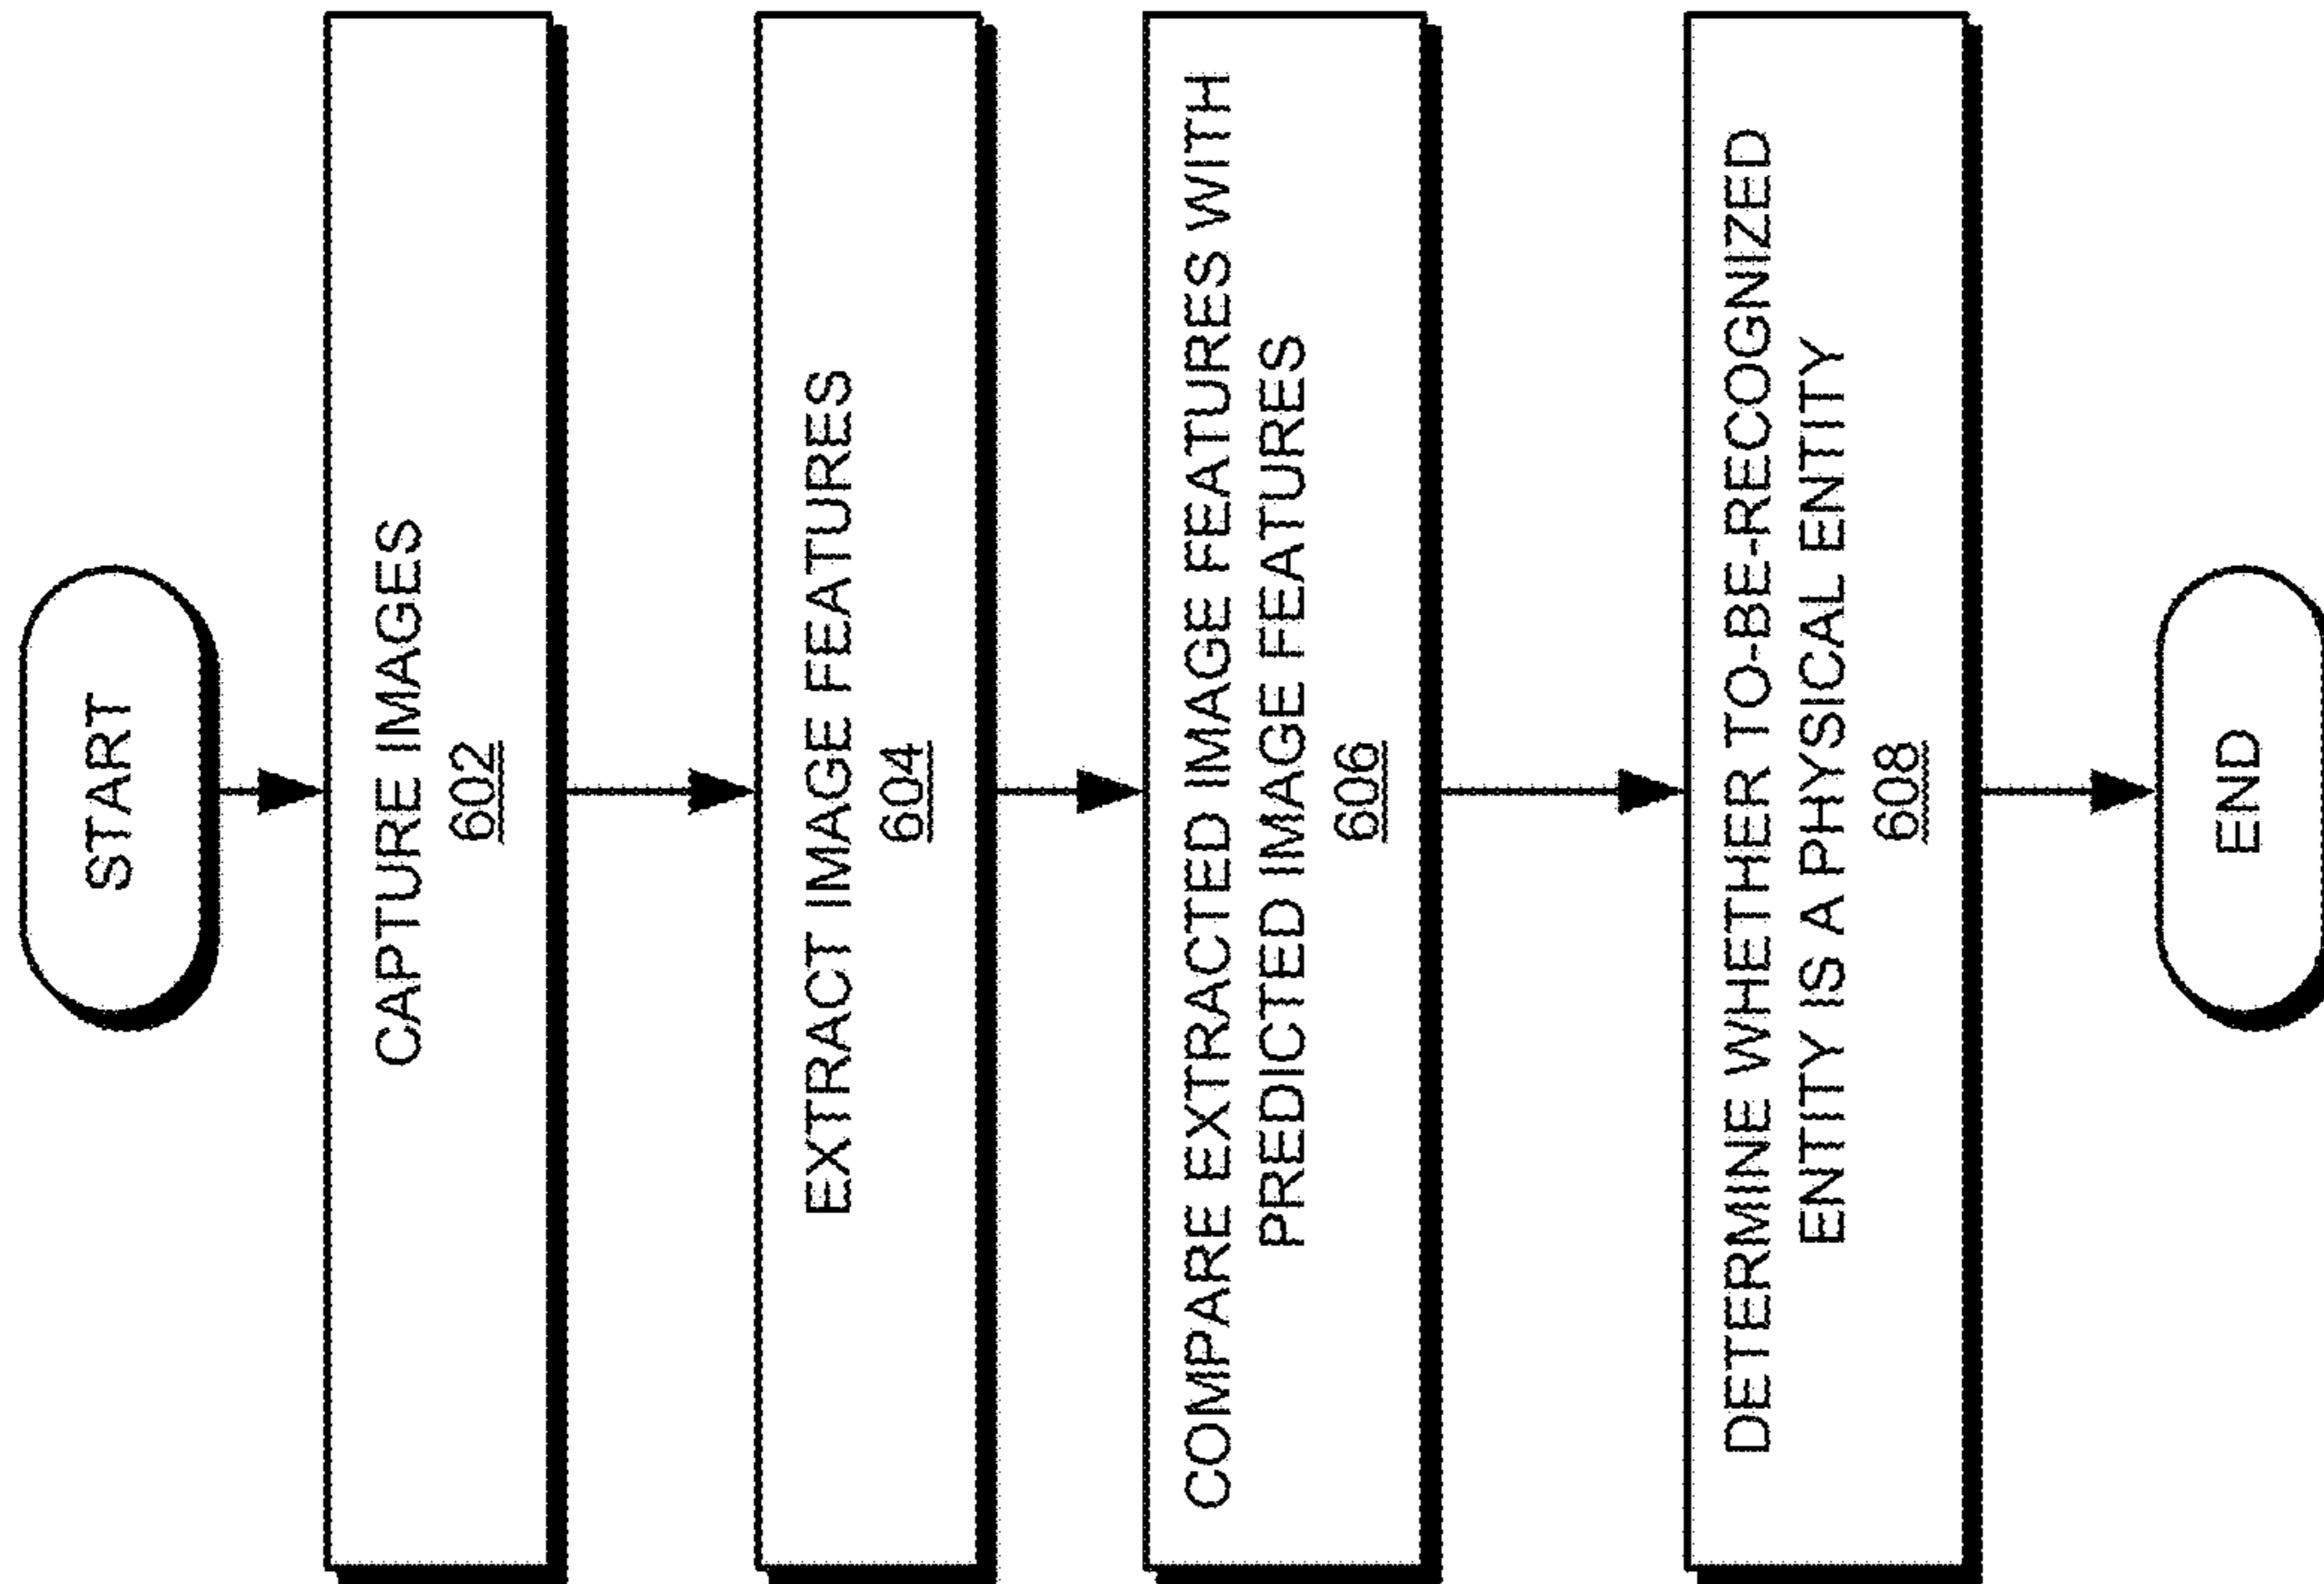 START
CAPTURE IMAGES
602
EXTRACT IMAGE FEATURES
604
COMPARE EXTRACTED IMAGE FEATURES WITH
PREDICTED IMAGE FEATURES
606
DETERMINE WHETHER TO-BE-RECOGNIZED
ENTITY IS A PHYSICAL ENTITY
608
END